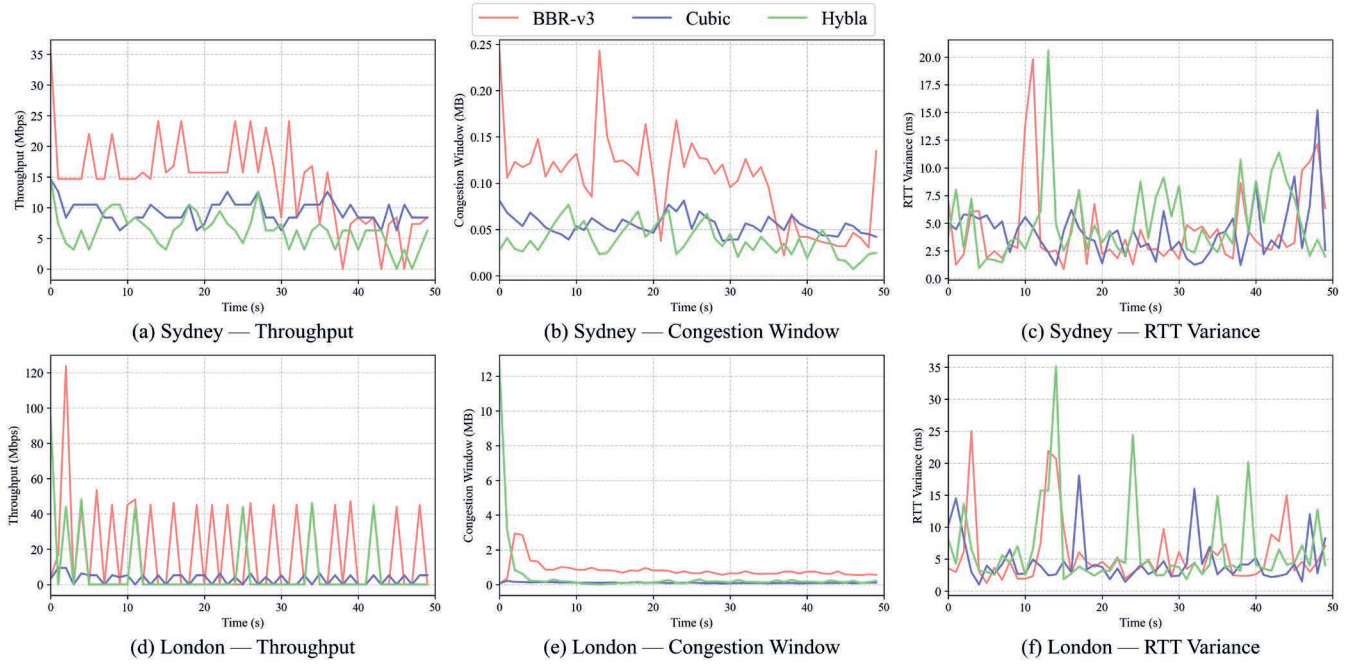 BBR-v3 Cubic Hybla
Throughput (Mbps)
35
30
25
20
15
10
5
0
0 10 20 30 40 50
Time (s)
(a) Sydney — Throughput
Congestion Window (MB)
0.25
0.20
0.15
0.10
0.05
0.00
0 10 20 30 40 50
Time (s)
(b) Sydney — Congestion Window
RTT Variance (ms)
20.0
17.5
15.0
12.5
10.0
7.5
5.0
2.5
0.0
0 10 20 30 40 50
Time (s)
(c) Sydney — RTT Variance
Throughput (Mbps)
120
100
80
60
40
20
0
0 10 20 30 40 50
Time (s)
(d) London — Throughput
Congestion Window (MB)
12
10
8
6
4
2
0
0 10 20 30 40 50
Time (s)
(e) London — Congestion Window
RTT Variance (ms)
35
30
25
20
15
10
5
0
0 10 20 30 40 50
Time (s)
(f) London — RTT Variance